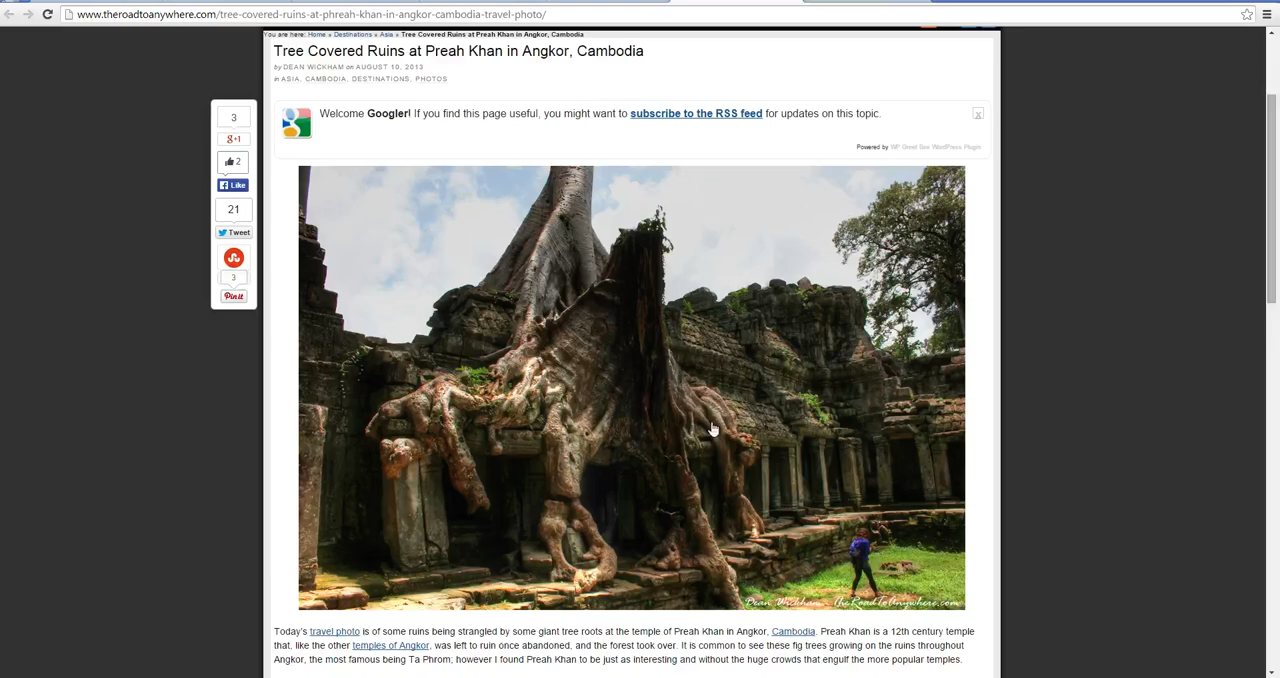 www.theroadtoanywhere.com/tree-covered-ruins-at-phreah-khan-in-angkor-cambodia-travel-photo/
You are here: Home » Destinations » Asia » Tree Covered Ruins at Preah Khan in Angkor, Cambodia
Tree Covered Ruins at Preah Khan in Angkor, Cambodia
by DEAN WICKHAM on AUGUST 10, 2013
in ASIA, CAMBODIA, DESTINATIONS, PHOTOS
Welcome Googler! If you find this page useful, you might want to subscribe to the RSS feed for updates on this topic.
x
Powered by WP Greet Box WordPress Plugin
3
g+1
2
Like
21
Tweet
3
Pinit
Dean Wickham - TheRoadToAnywhere.com
Today's travel photo is of some ruins being strangled by some giant tree roots at the temple of Preah Khan in Angkor, Cambodia. Preah Khan is a 12th century temple
that, like the other temples of Angkor, was left to ruin once abandoned, and the forest took over. It is common to see these fig trees growing on the ruins throughout
Angkor, the most famous being Ta Phrom; however I found Preah Khan to be just as interesting and without the huge crowds that engulf the more popular temples.